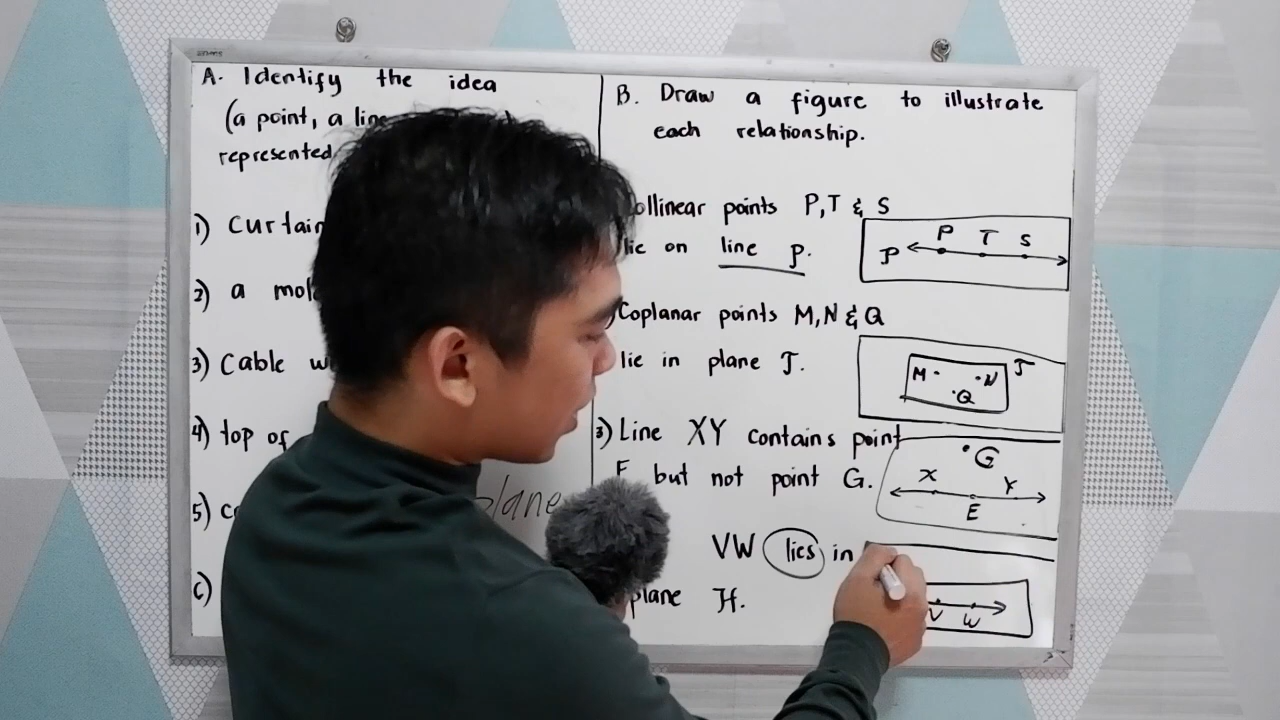 A. Identify the idea
(a point, a line
represented
1) Curtain
2) a mol
3) Cable w
4) top of
5) c
c)
plane
B. Draw a figure to illustrate
each relationship.
ollinear points P, T & S
lie on line p.
P T S
P
Coplanar points M, N & Q
lie in plane J.
M N J
Q
3) Line XY contains point
E but not point G.
G
X Y
E
VW lies in
plane H.
V W